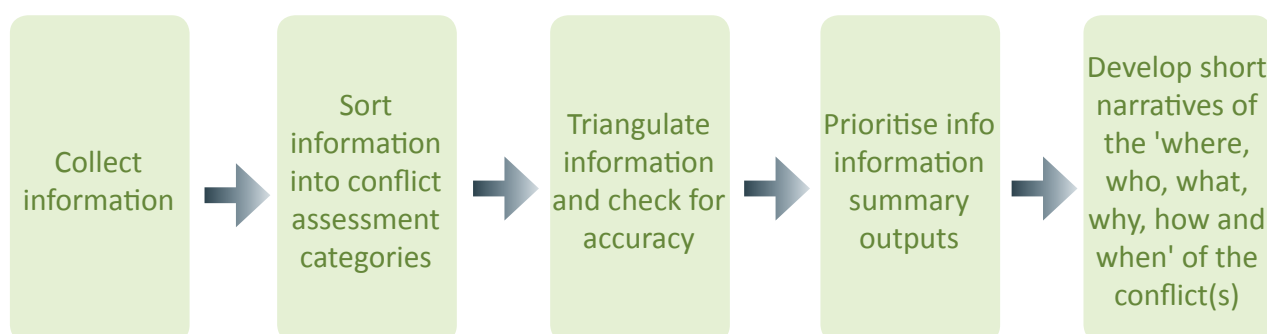 Collect
information
Sort
information
into conflict
assessment
categories
Triangulate
information
and check for
accuracy
Prioritise info
information
summary
outputs
Develop short
narratives of
the 'where,
who, what,
why, how and
when' of the
conflict(s)